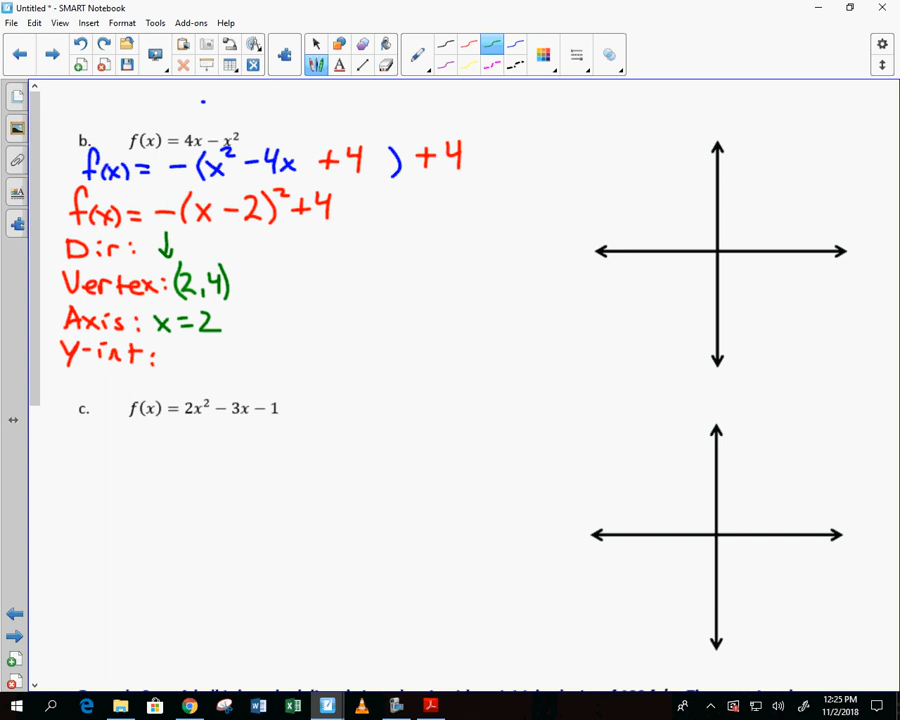 Untitled * - SMART Notebook
File Edit View Insert Format Tools Add-ons Help
b. f(x) = 4x − x²
f(x) = −(x² − 4x + 4 ) + 4
f(x) = −(x − 2)² + 4
Dir: ↓
Vertex: (2,4)
Axis: x = 2
Y-int:
c. f(x) = 2x² − 3x − 1
12:25 PM
11/2/2018